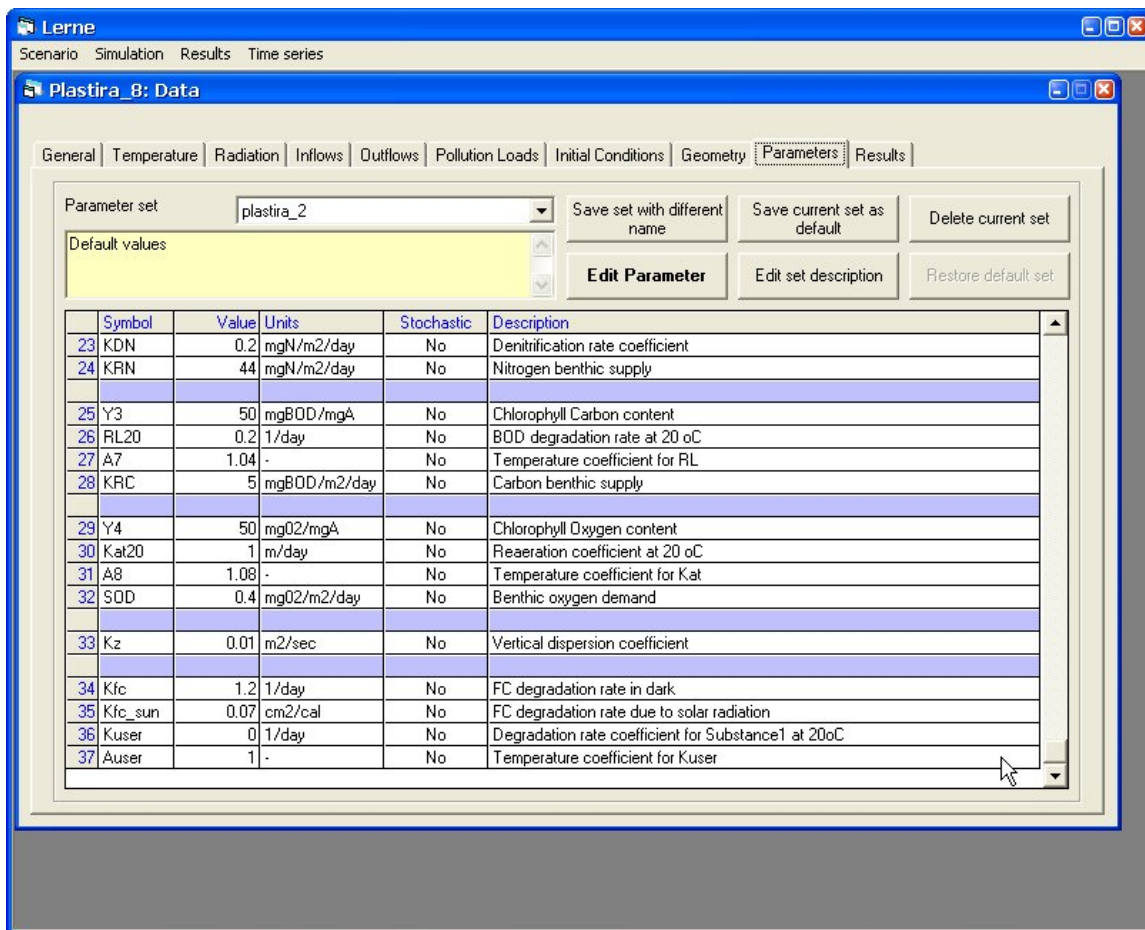 Lerne
Scenario Simulation Results Time series
Plastira_8: Data
General Temperature Radiation Inflows Outflows Pollution Loads Initial Conditions Geometry Parameters Results
Parameter set plastira_2
Default values
Save set with different name
Save current set as default
Delete current set
Edit Parameter
Edit set description
Restore default set
Symbol Value Units Stochastic Description
23 KDN 0.2 mgN/m2/day No Denitrification rate coefficient
24 KRN 44 mgN/m2/day No Nitrogen benthic supply
25 Y3 50 mgBOD/mgA No Chlorophyll Carbon content
26 RL20 0.2 1/day No BOD degradation rate at 20 oC
27 A7 1.04 - No Temperature coefficient for RL
28 KRC 5 mgBOD/m2/day No Carbon benthic supply
29 Y4 50 mg02/mgA No Chlorophyll Oxygen content
30 Kat20 1 m/day No Reaeration coefficient at 20 oC
31 A8 1.08 - No Temperature coefficient for Kat
32 SOD 0.4 mg02/m2/day No Benthic oxygen demand
33 Kz 0.01 m2/sec No Vertical dispersion coefficient
34 Kfc 1.2 1/day No FC degradation rate in dark
35 Kfc_sun 0.07 cm2/cal No FC degradation rate due to solar radiation
36 Kuser 0 1/day No Degradation rate coefficient for Substance1 at 20oC
37 Auser 1 - No Temperature coefficient for Kuser